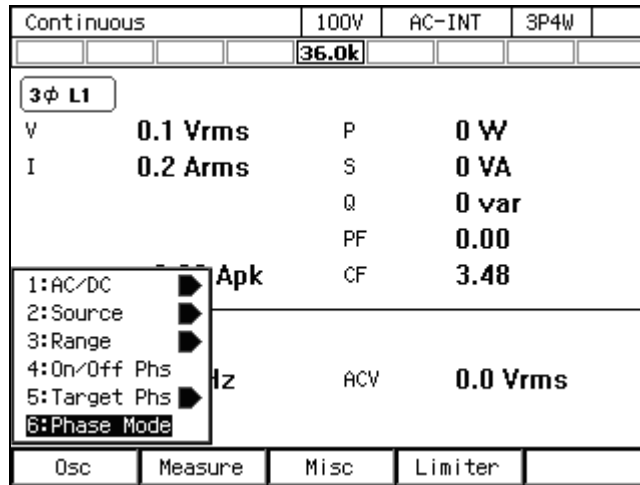 Continuous 100V AC-INT 3P4W
36.0k
3Φ L1
V 0.1 Vrms P 0 W
I 0.2 Arms S 0 VA
Q 0 var
PF 0.00
Apk CF 3.48
1:AC/DC
2:Source
3:Range
4:On/Off Phs
Hz ACV 0.0 Vrms
5:Target Phs
6:Phase Mode
Osc Measure Misc Limiter